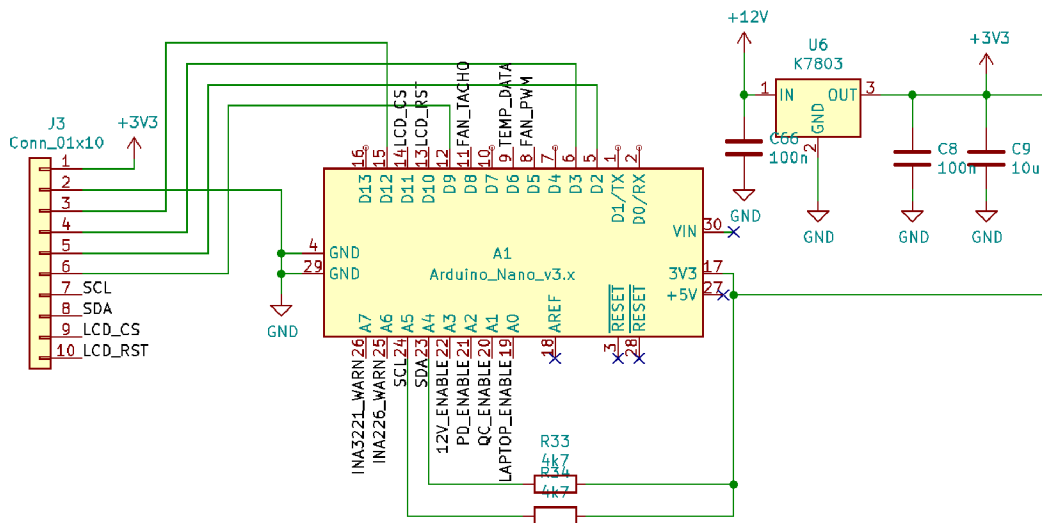 J3
Conn_01x10
+3V3
1
2
3
4
5
6
7 SCL
8 SDA
9 LCD_CS
10 LCD_RST
GND
LCD_CS
LCD_RST
FAN_TACHO
TEMP_DATA
FAN_PWM
16
15
14
13
12
11
10
9
8
7
6
5
1
2
D13
D12
D11
D10
D9
D8
D7
D6
D5
D4
D3
D2
D1/TX
D0/RX
4 GND
29 GND
A1
Arduino_Nano_v3.x
VIN 30
3V3 17
+5V 27
A7
A6
A5
A4
A3
A2
A1
A0
AREF
RESET
RESET
26
25
24
23
22
21
20
19
18
3
28
INA3221_WARN
INA226_WARN
SCL
SDA
12V_ENABLE
PD_ENABLE
QC_ENABLE
LAPTOP_ENABLE
R33
4k7
R34
4k7
+12V
U6
K7803
1 IN
OUT 3
GND
2
C66
100n
GND
GND
+3V3
C8
100n
GND
C9
10u
GND